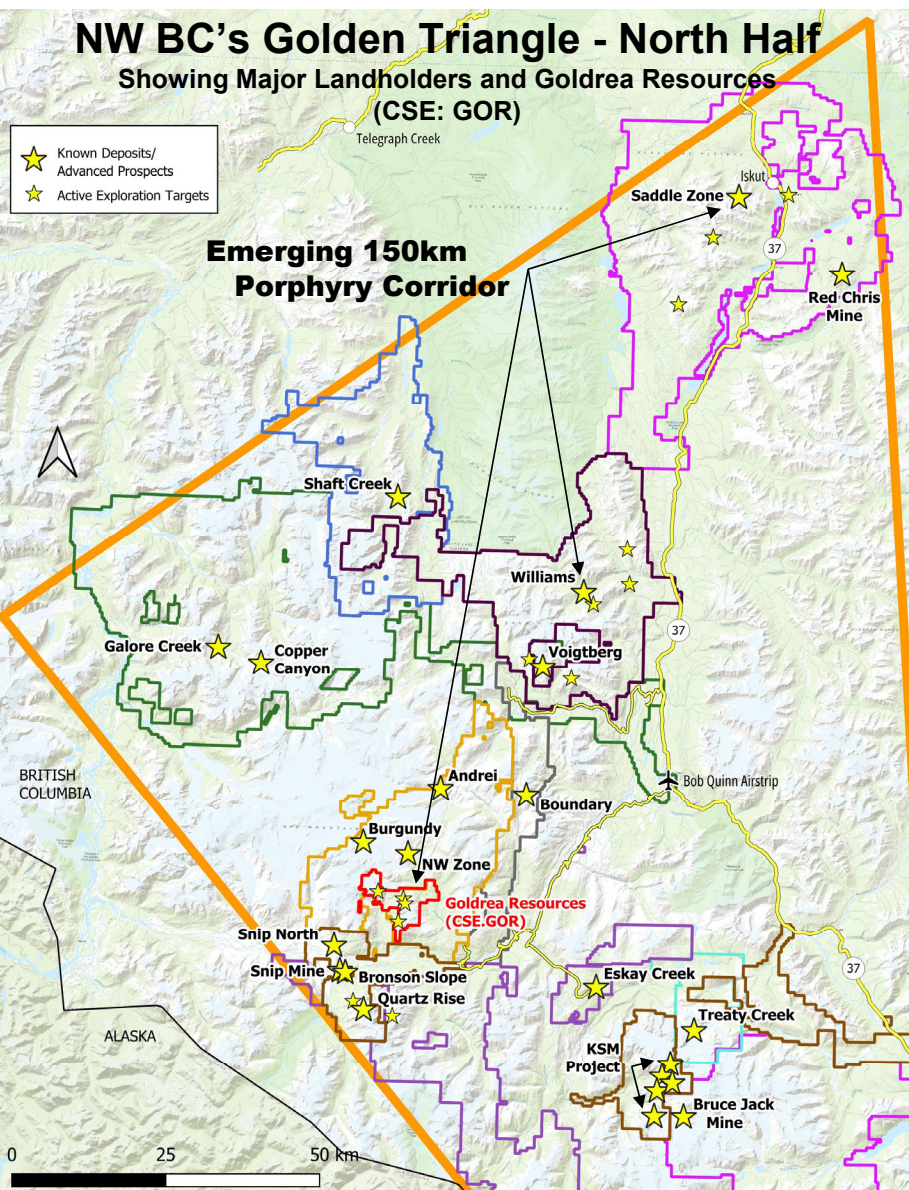 NW BC's Golden Triangle - North Half
Showing Major Landholders and Goldrea Resources
(CSE: GOR)
Known Deposits/
Advanced Prospects
Active Exploration Targets
Telegraph Creek
Iskut
Saddle Zone
37
Red Chris
Mine
Emerging 150km
Porphyry Corridor
Shaft Creek
Williams
37
Galore Creek
Copper
Canyon
Voigtberg
BRITISH
COLUMBIA
Andrei
Boundary
Bob Quinn Airstrip
Burgundy
NW Zone
Goldrea Resources
(CSE.GOR)
Snip North
Snip Mine
Bronson Slope
Quartz Rise
Eskay Creek
37
Treaty Creek
ALASKA
KSM
Project
Bruce Jack
Mine
0 25 50 km